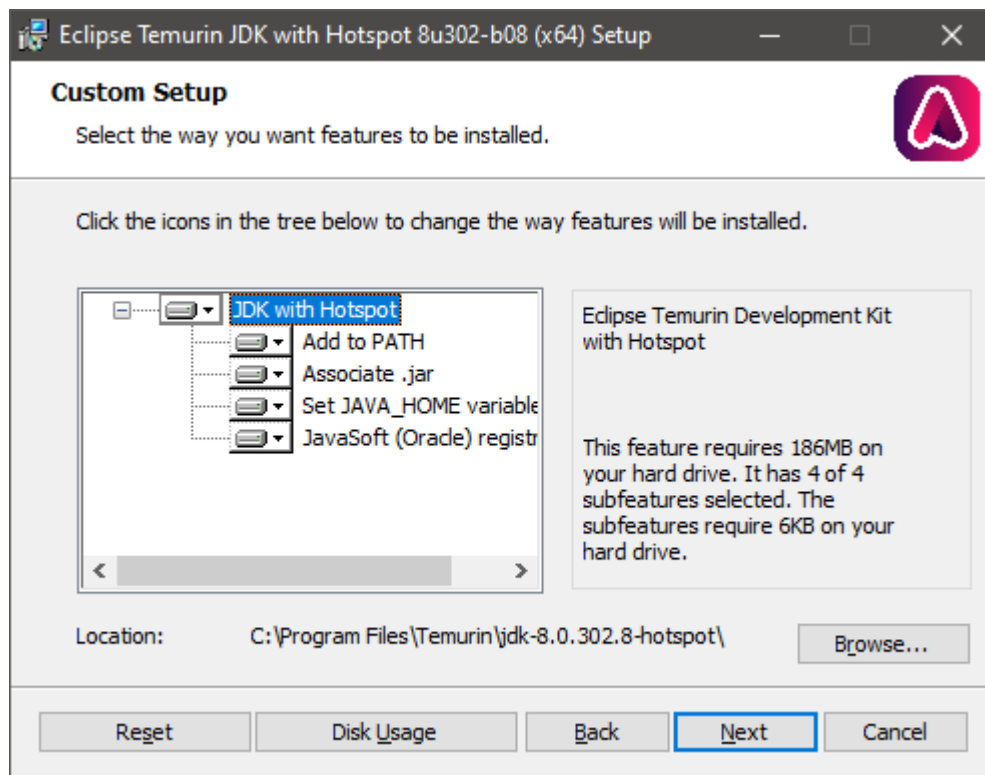 Eclipse Temurin JDK with Hotspot 8u302-b08 (x64) Setup
Custom Setup
Select the way you want features to be installed.
Click the icons in the tree below to change the way features will be installed.
JDK with Hotspot
Add to PATH
Associate .jar
Set JAVA_HOME variable
JavaSoft (Oracle) registr
Eclipse Temurin Development Kit
with Hotspot
This feature requires 186MB on
your hard drive. It has 4 of 4
subfeatures selected. The
subfeatures require 6KB on your
hard drive.
Location: C:\Program Files\Temurin\jdk-8.0.302.8-hotspot\
Browse...
Reset Disk Usage Back Next Cancel